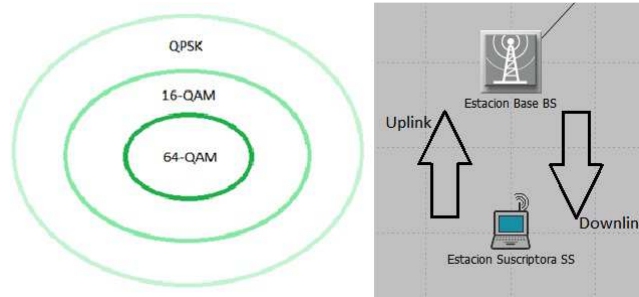 QPSK
16-QAM
64-QAM
Estacion Base BS
Uplink
Downlin
Estacion Suscriptora SS